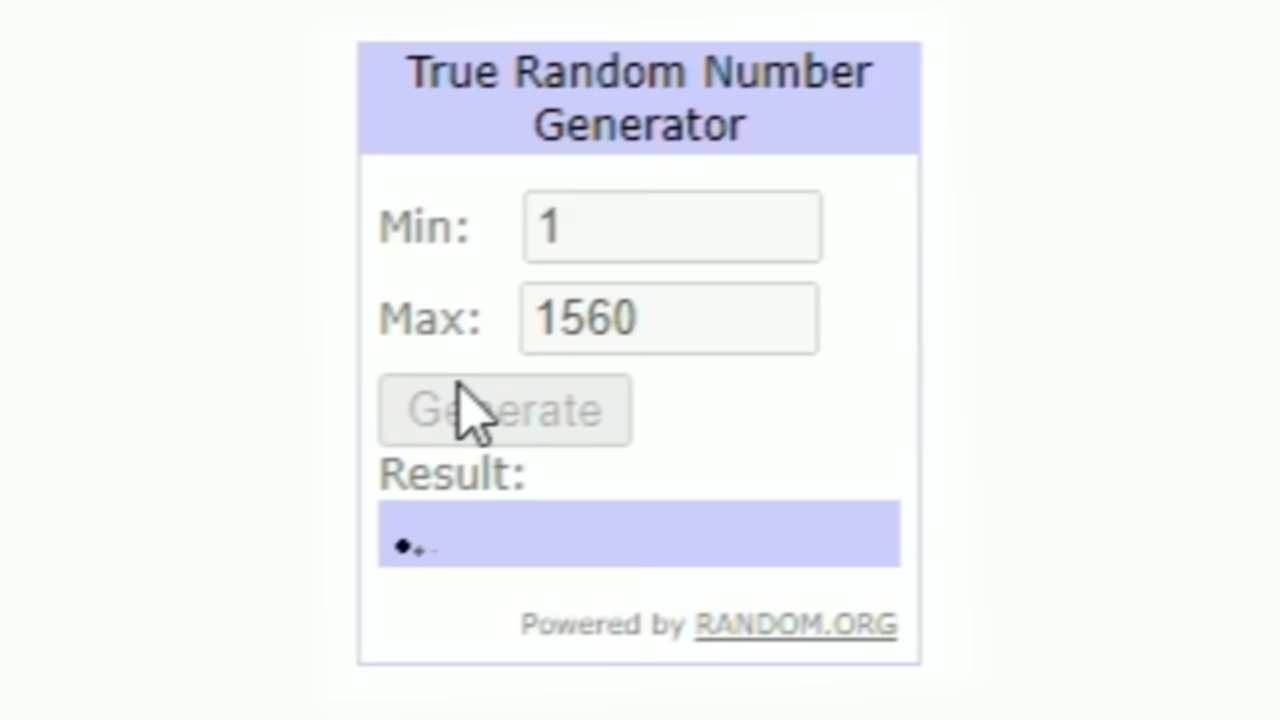 True Random Number
Generator
Min: 1
Max: 1560
Generate
Result:
Powered by RANDOM.ORG